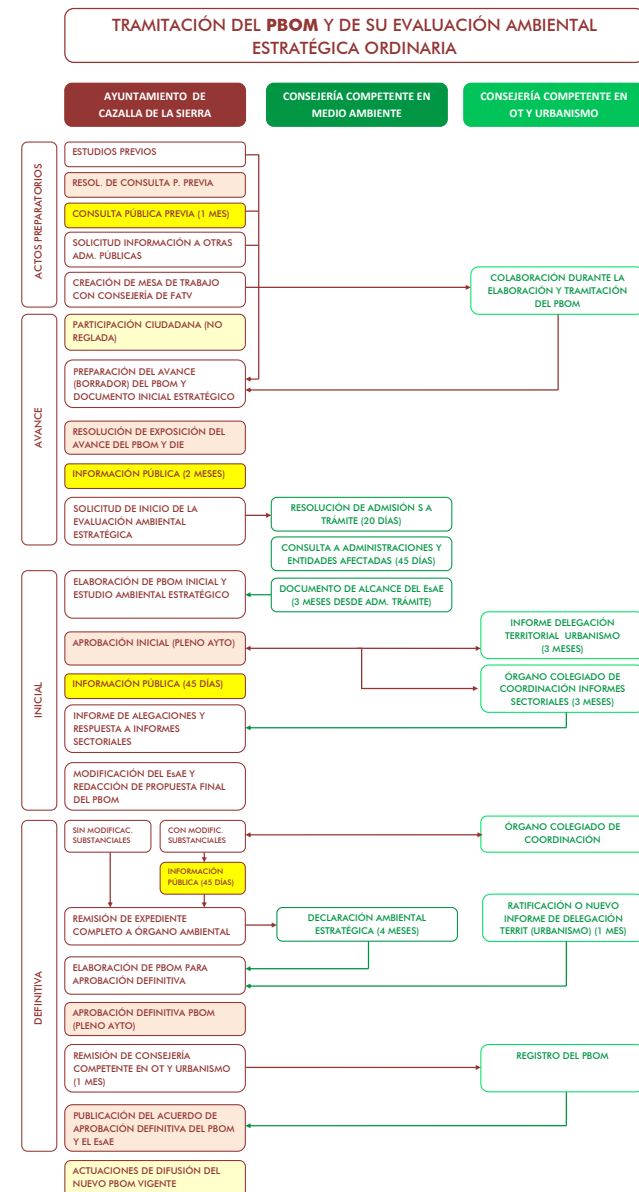 TRAMITACIÓN DEL PBOM Y DE SU EVALUACIÓN AMBIENTAL
ESTRATÉGICA ORDINARIA
AYUNTAMIENTO DE
CAZALLA DE LA SIERRA
CONSEJERÍA COMPETENTE EN
MEDIO AMBIENTE
CONSEJERÍA COMPETENTE EN
OT Y URBANISMO
ACTOS PREPARATORIOS
ESTUDIOS PREVIOS
RESOL. DE CONSULTA P. PREVIA
CONSULTA PÚBLICA PREVIA (1 MES)
SOLICITUD INFORMACIÓN A OTRAS
ADM. PÚBLICAS
CREACIÓN DE MESA DE TRABAJO
CON CONSEJERÍA DE FATV
COLABORACIÓN DURANTE LA
ELABORACIÓN Y TRAMITACIÓN
DEL PBOM
AVANCE
PARTICIPACIÓN CIUDADANA (NO
REGLADA)
PREPARACIÓN DEL AVANCE
(BORRADOR) DEL PBOM Y
DOCUMENTO INICIAL ESTRATÉGICO
RESOLUCIÓN DE EXPOSICIÓN DEL
AVANCE DEL PBOM Y DIE
INFORMACIÓN PÚBLICA (2 MESES)
SOLICITUD DE INICIO DE LA
EVALUACIÓN AMBIENTAL
ESTRATÉGICA
RESOLUCIÓN DE ADMISIÓN S A
TRÁMITE (20 DÍAS)
CONSULTA A ADMINISTRACIONES Y
ENTIDADES AFECTADAS (45 DÍAS)
INICIAL
ELABORACIÓN DE PBOM INICIAL Y
ESTUDIO AMBIENTAL ESTRATÉGICO
DOCUMENTO DE ALCANCE DEL EsAE
(3 MESES DESDE ADM. TRÁMITE)
APROBACIÓN INICIAL (PLENO AYTO)
INFORME DELEGACIÓN
TERRITORIAL URBANISMO
(3 MESES)
INFORMACIÓN PÚBLICA (45 DÍAS)
ÓRGANO COLEGIADO DE
COORDINACIÓN INFORMES
SECTORIALES (3 MESES)
INFORME DE ALEGACIONES Y
RESPUESTA A INFORMES
SECTORIALES
MODIFICACIÓN DEL EsAE Y
REDACCIÓN DE PROPUESTA FINAL
DEL PBOM
DEFINITIVA
SIN MODIFICAC.
SUBSTANCIALES
CON MODIFIC.
SUBSTANCIALES
ÓRGANO COLEGIADO DE
COORDINACIÓN
INFORMACIÓN
PÚBLICA (45 DÍAS)
REMISIÓN DE EXPEDIENTE
COMPLETO A ÓRGANO AMBIENTAL
DECLARACIÓN AMBIENTAL
ESTRATÉGICA (4 MESES)
RATIFICACIÓN O NUEVO
INFORME DE DELEGACIÓN
TERRIT (URBANISMO) (1 MES)
ELABORACIÓN DE PBOM PARA
APROBACIÓN DEFINITIVA
APROBACIÓN DEFINITIVA PBOM
(PLENO AYTO)
REMISIÓN DE CONSEJERÍA
COMPETENTE EN OT Y URBANISMO
(1 MES)
REGISTRO DEL PBOM
PUBLICACIÓN DEL ACUERDO DE
APROBACIÓN DEFINITIVA DEL PBOM
Y EL EsAE
ACTUACIONES DE DIFUSIÓN DEL
NUEVO PBOM VIGENTE